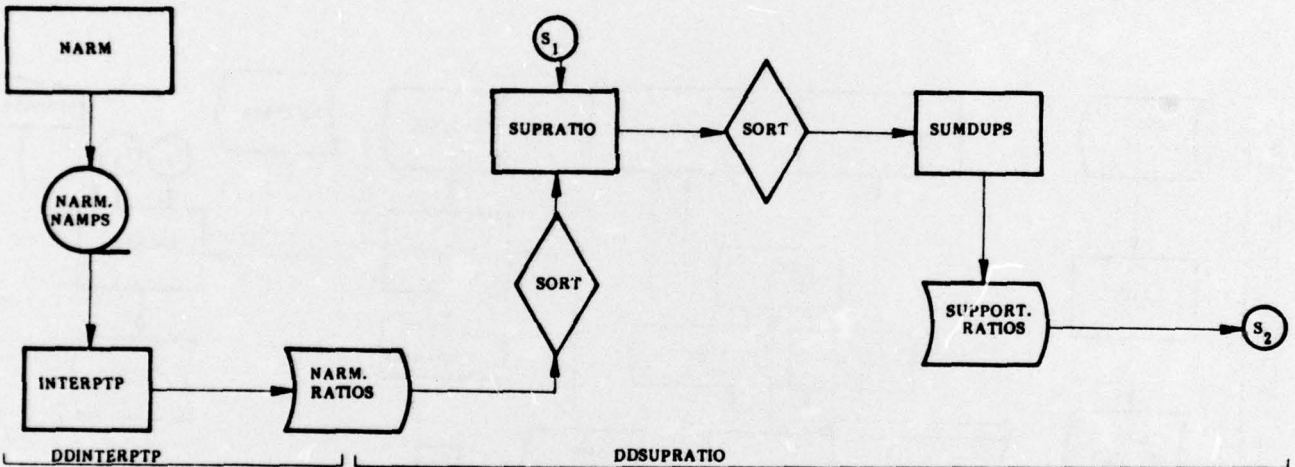 NARM
NARM.
NAMPS
INTERPTP
NARM.
RATIOS
S1
SUPRATIO
SORT
SORT
SUMDUPS
SUPPORT.
RATIOS
S2
DDINTERPTP
DDSUPRATIO